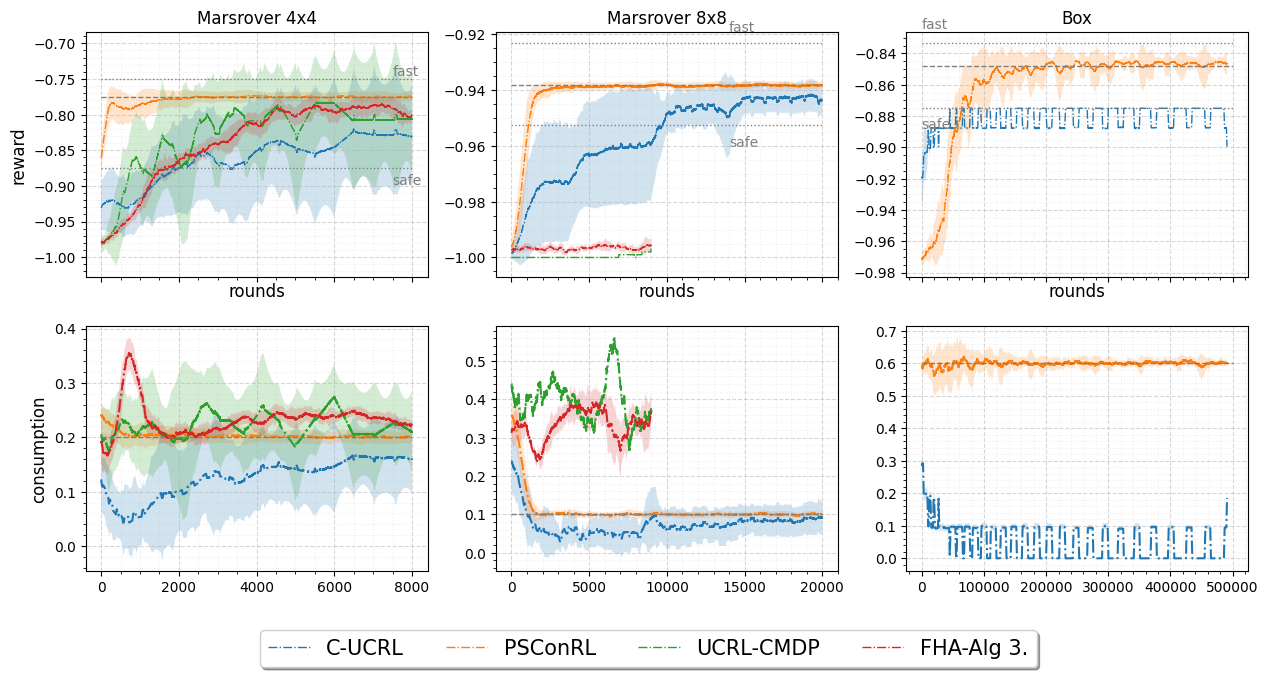 Marsrover 4x4
Marsrover 8x8
Box
reward
−0.70
−0.75
−0.80
−0.85
−0.90
−0.95
−1.00
fast
safe
−0.92
−0.94
−0.96
−0.98
−1.00
fast
safe
−0.84
−0.86
−0.88
−0.90
−0.92
−0.94
−0.96
−0.98
fast
safe
rounds
rounds
rounds
consumption
0.4
0.3
0.2
0.1
0.0
0 2000 4000 6000 8000
0.5
0.4
0.3
0.2
0.1
0.0
0 5000 10000 15000 20000
0.7
0.6
0.5
0.4
0.3
0.2
0.1
0.0
0 100000 200000 300000 400000 500000
C-UCRL PSConRL UCRL-CMDP FHA-Alg 3.